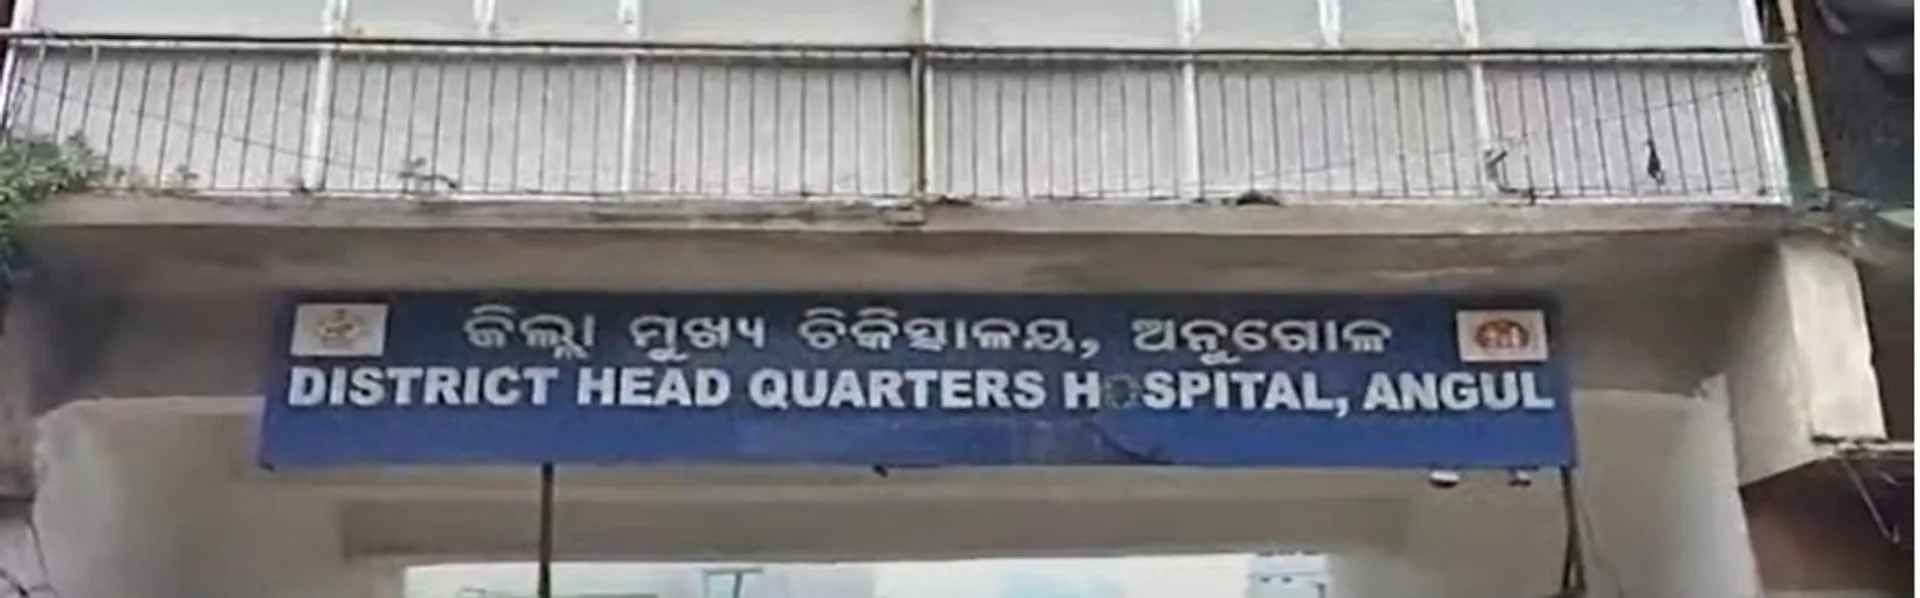 ଜିଲ୍ଲା ମୁଖ୍ୟ ଚିକିତ୍ସାଳୟ, ଅନୁଗୋଳ
DISTRICT HEAD QUARTERS HOSPITAL, ANGUL